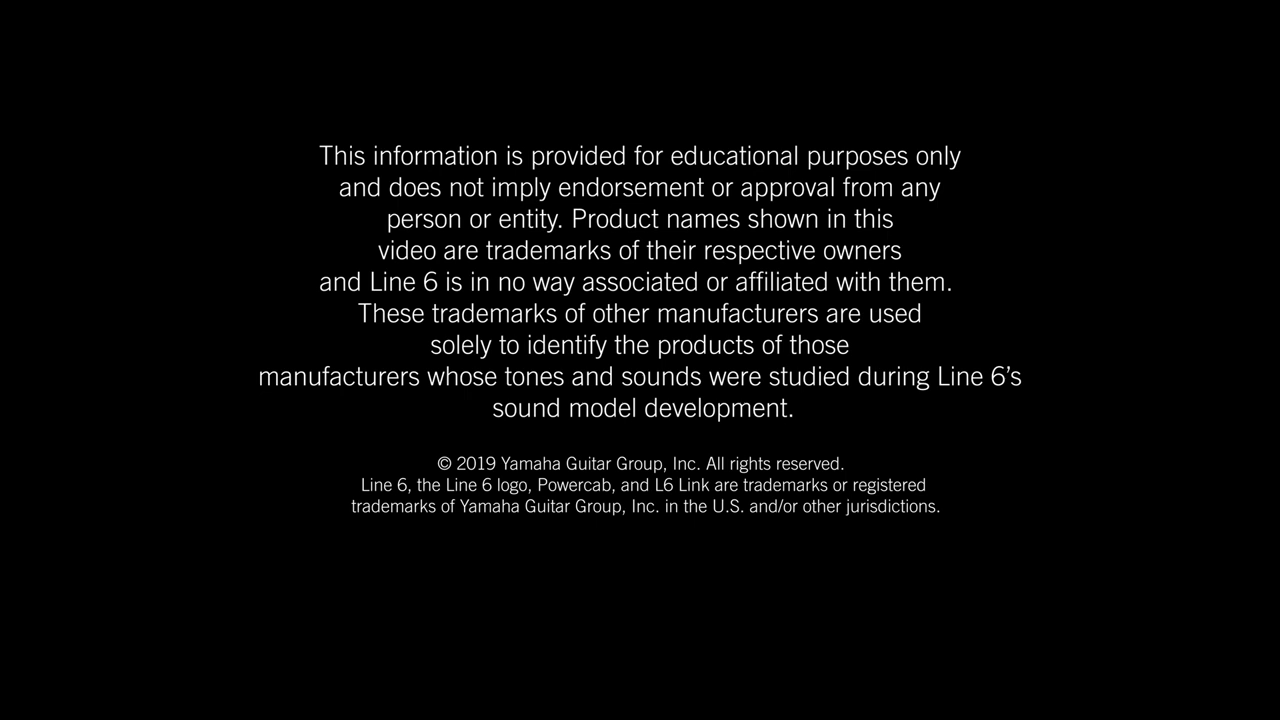 This information is provided for educational purposes only
and does not imply endorsement or approval from any
person or entity. Product names shown in this
video are trademarks of their respective owners
and Line 6 is in no way associated or affiliated with them.
These trademarks of other manufacturers are used
solely to identify the products of those
manufacturers whose tones and sounds were studied during Line 6’s
sound model development.
© 2019 Yamaha Guitar Group, Inc. All rights reserved.
Line 6, the Line 6 logo, Powercab, and L6 Link are trademarks or registered
trademarks of Yamaha Guitar Group, Inc. in the U.S. and/or other jurisdictions.